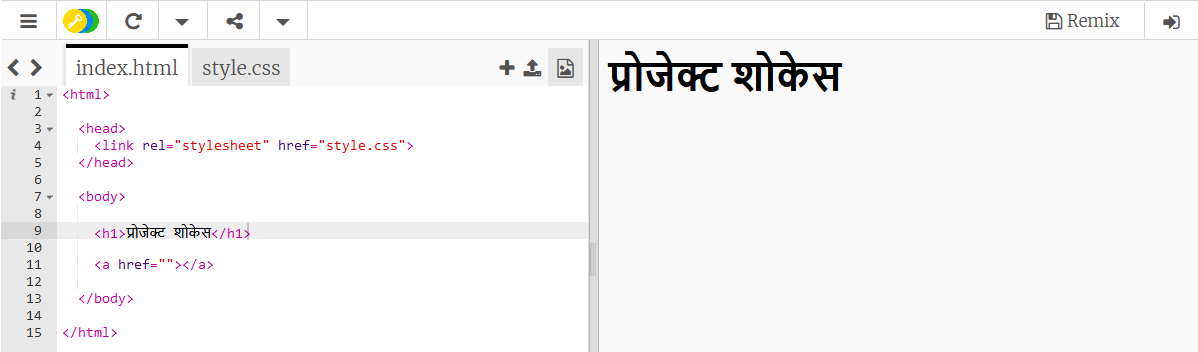 Remix
index.html style.css
1 <html>
2
3 <head>
4 <link rel="stylesheet" href="style.css">
5 </head>
6
7 <body>
8
9 <h1>प्रोजेक्ट शोकेस</h1>
10
11 <a href=""></a>
12
13 </body>
14
15 </html>
प्रोजेक्ट शोकेस